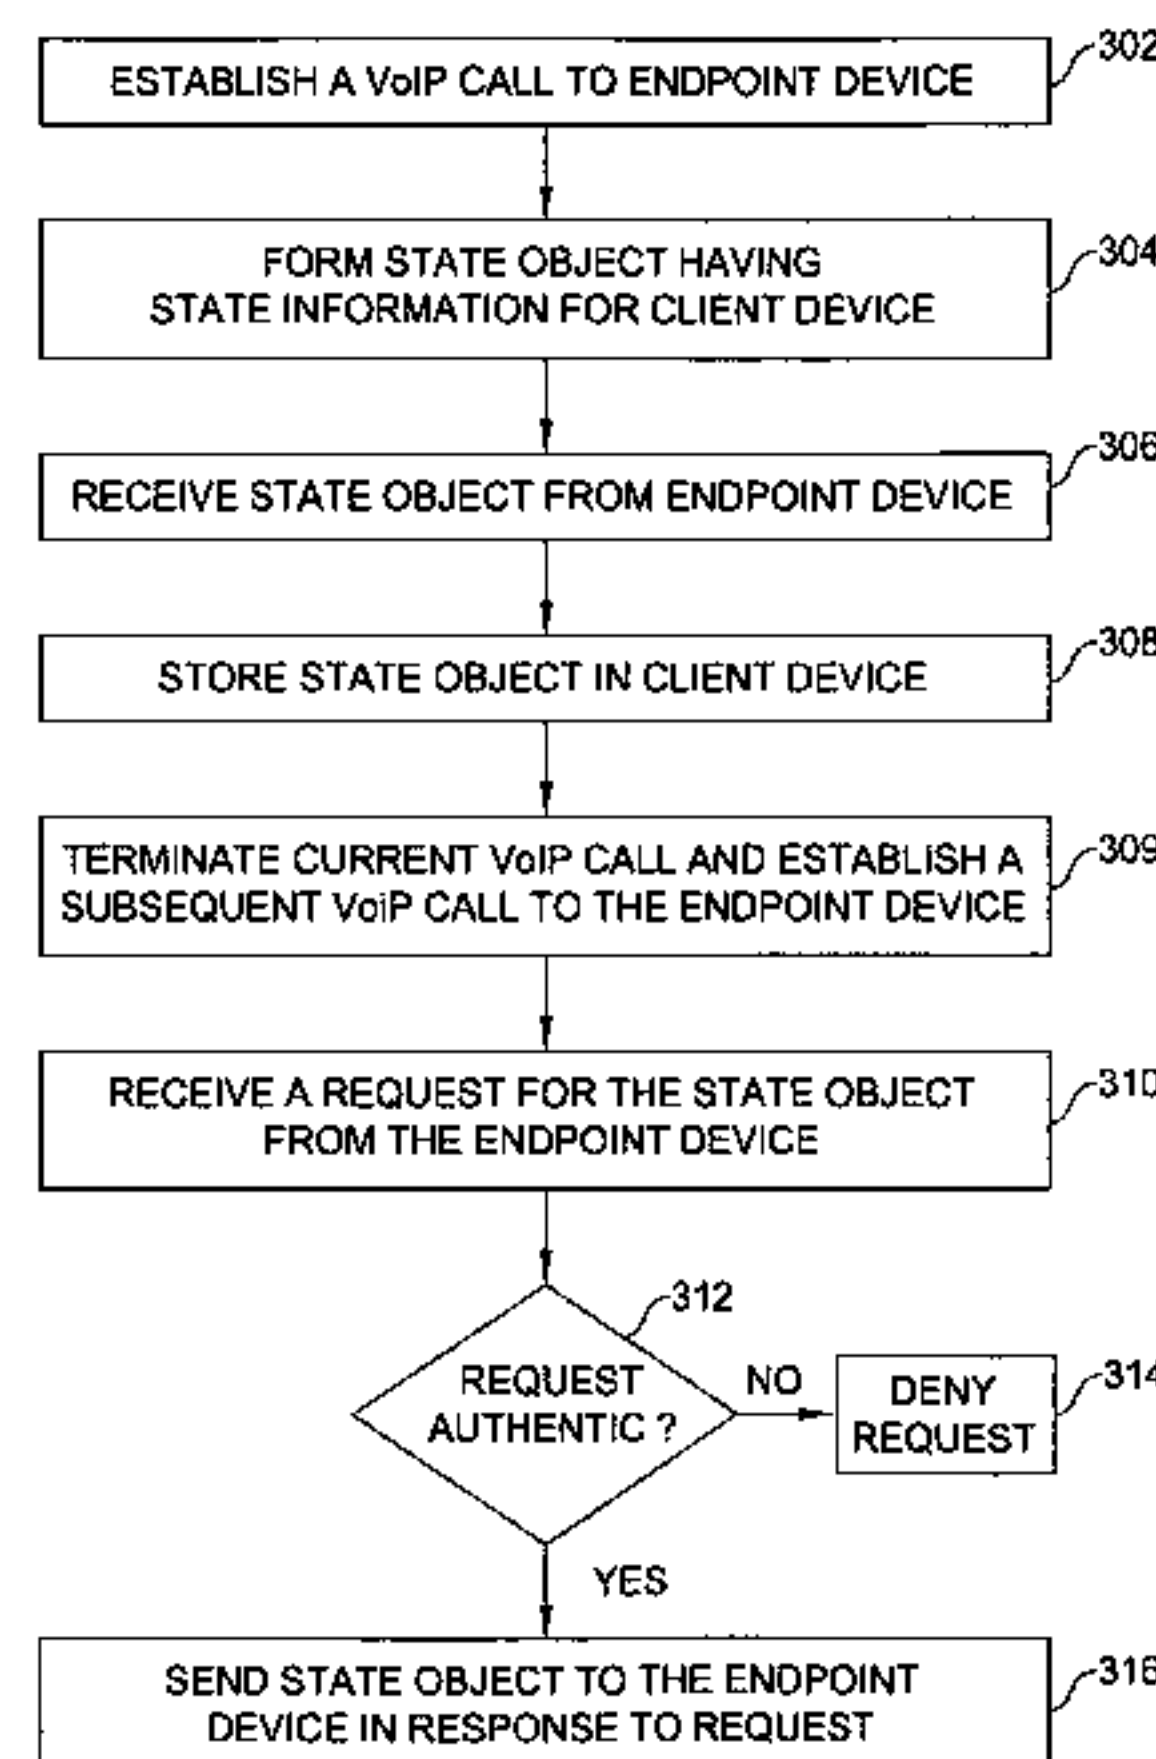 302
ESTABLISH A VoIP CALL TO ENDPOINT DEVICE
304
FORM STATE OBJECT HAVING
STATE INFORMATION FOR CLIENT DEVICE
306
RECEIVE STATE OBJECT FROM ENDPOINT DEVICE
308
STORE STATE OBJECT IN CLIENT DEVICE
309
TERMINATE CURRENT VoIP CALL AND ESTABLISH A
SUBSEQUENT VoiP CALL TO THE ENDPOINT DEVICE
310
RECEIVE A REQUEST FOR THE STATE OBJECT
FROM THE ENDPOINT DEVICE
312
REQUEST
AUTHENTIC ?
NO
314
DENY
REQUEST
YES
316
SEND STATE OBJECT TO THE ENDPOINT
DEVICE IN RESPONSE TO REQUEST